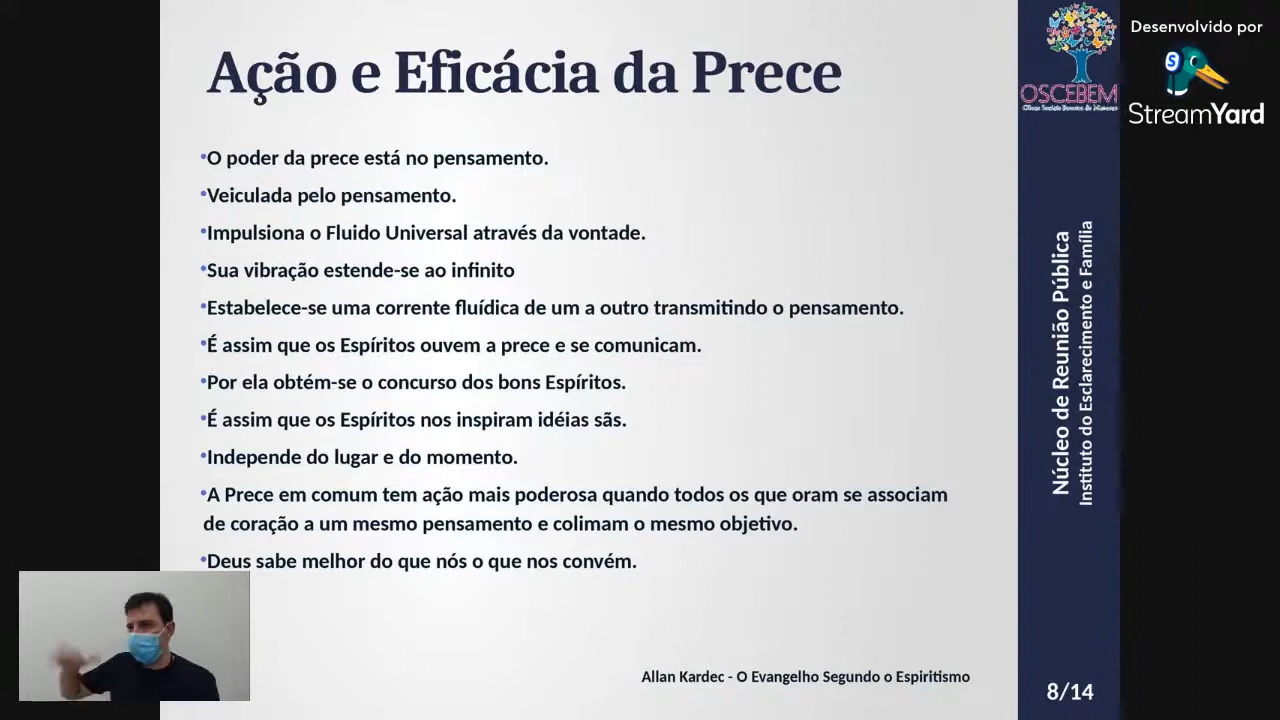 Ação e Eficácia da Prece
•O poder da prece está no pensamento.
•Veiculada pelo pensamento.
•Impulsiona o Fluido Universal através da vontade.
•Sua vibração estende-se ao infinito
•Estabelece-se uma corrente fluídica de um a outro transmitindo o pensamento.
•É assim que os Espíritos ouvem a prece e se comunicam.
•Por ela obtém-se o concurso dos bons Espíritos.
•É assim que os Espíritos nos inspiram idéias sãs.
•Independe do lugar e do momento.
•A Prece em comum tem ação mais poderosa quando todos os que oram se associam
de coração a um mesmo pensamento e colimam o mesmo objetivo.
•Deus sabe melhor do que nós o que nos convém.
Allan Kardec - O Evangelho Segundo o Espiritismo
OSCEBEM
Núcleo de Reunião Pública
Instituto do Esclarecimento e Família
8/14
Desenvolvido por
S
StreamYard